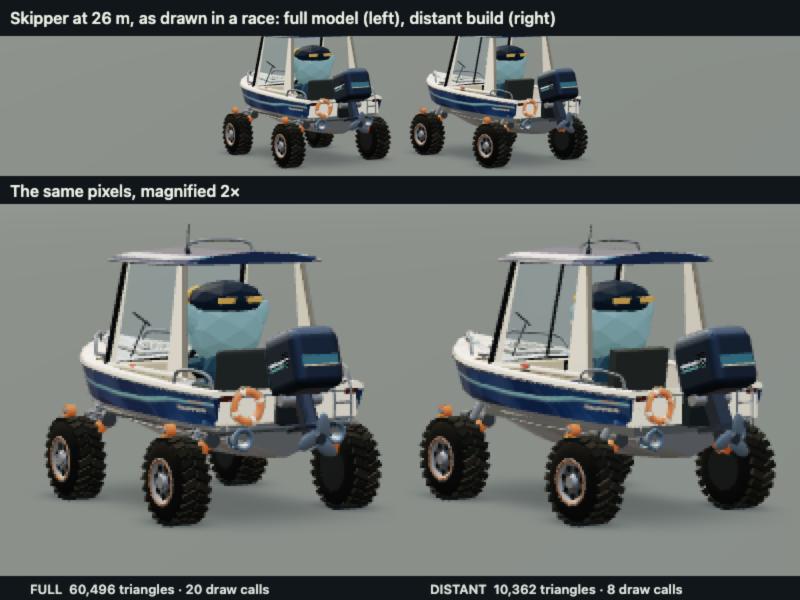 Skipper at 26 m, as drawn in a race: full model (left), distant build (right)
The same pixels, magnified 2×
FULL 60,496 triangles · 20 draw calls
DISTANT 10,362 triangles · 8 draw calls